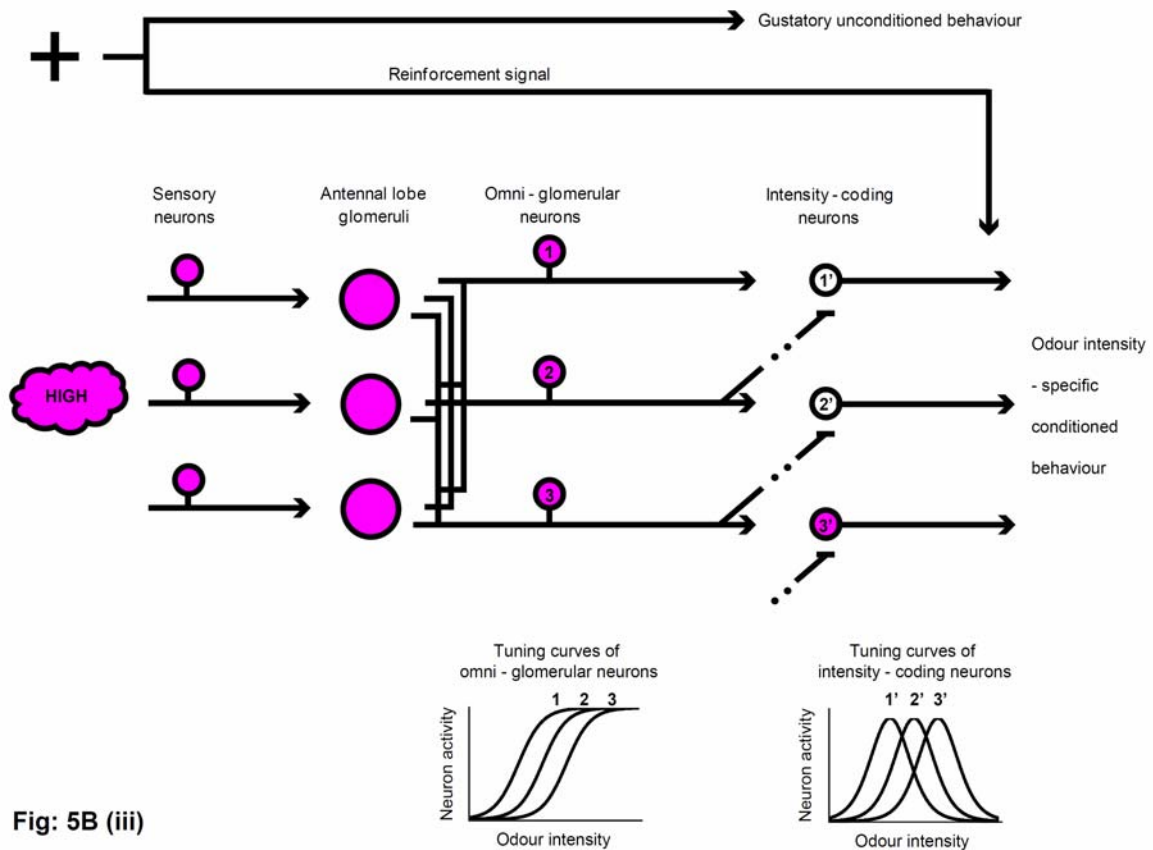 Gustatory unconditioned behaviour
+
Reinforcement signal
Sensory
neurons
Antennal lobe
glomeruli
Omni - glomerular
neurons
Intensity - coding
neurons
1
1'
HIGH
2
2'
3
3'
Odour intensity
- specific
conditioned
behaviour
Tuning curves of
omni - glomerular neurons
1 2 3
Neuron activity
Odour intensity
Tuning curves of
intensity - coding neurons
1' 2' 3'
Neuron activity
Odour intensity
Fig: 5B (iii)